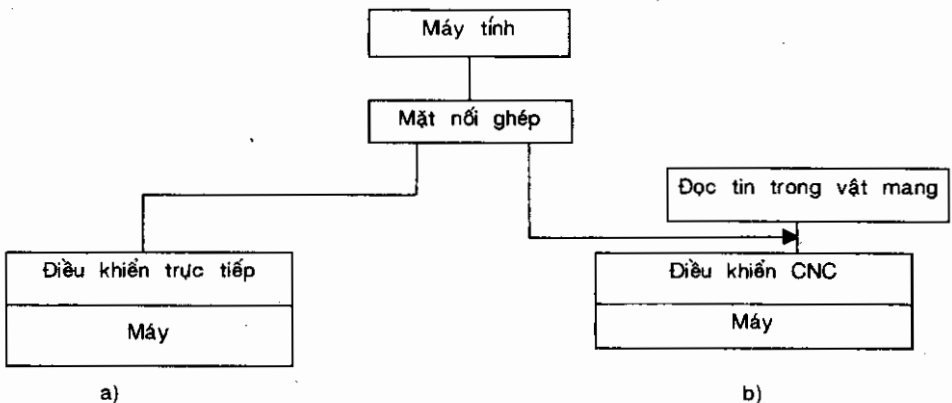 Máy tính
Mặt nối ghép
Đọc tin trong vật mang
Điều khiển trực tiếp
Máy
Điều khiển CNC
Máy
a)
b)